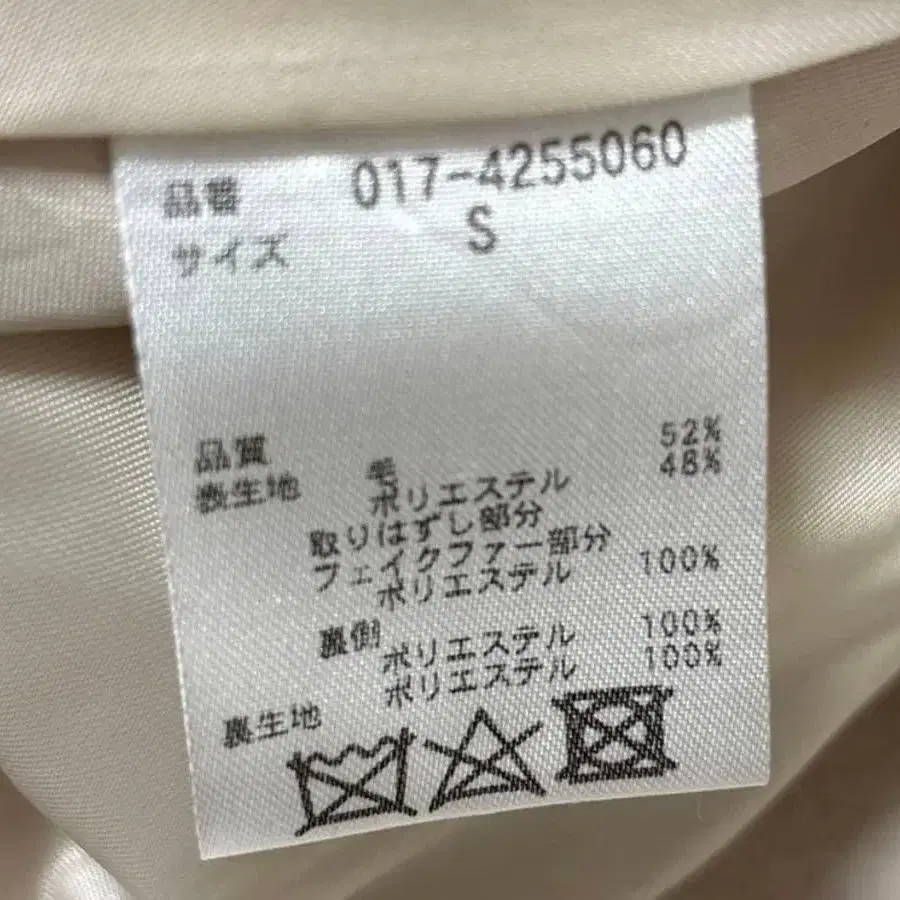 品番 017-4255060
サイズ S
品質
表生地 毛 52%
ポリエステル 48%
取りはずし部分
フェイクファー部分
ポリエステル 100%
裏側
ポリエステル 100%
裏生地 ポリエステル 100%